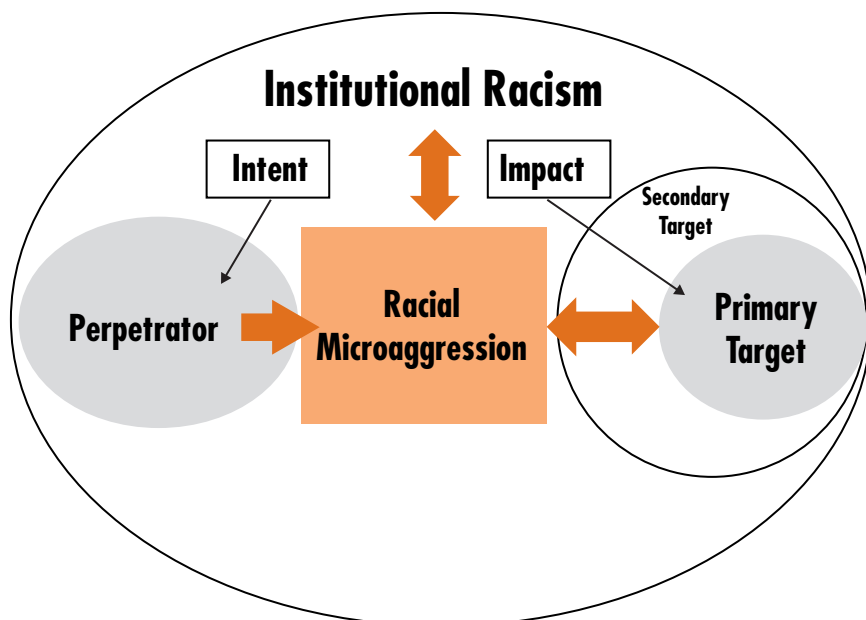 Institutional Racism
Intent
Impact
Secondary
Target
Perpetrator
Racial
Microaggression
Primary
Target